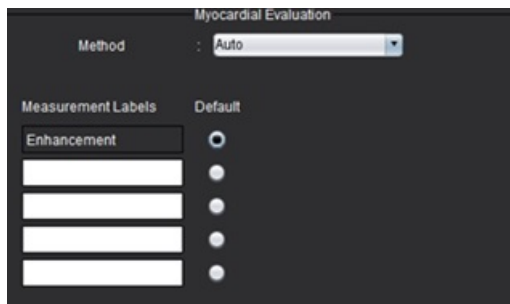 Myocardial Evaluation
Method : Auto
Measurement Labels Default
Enhancement